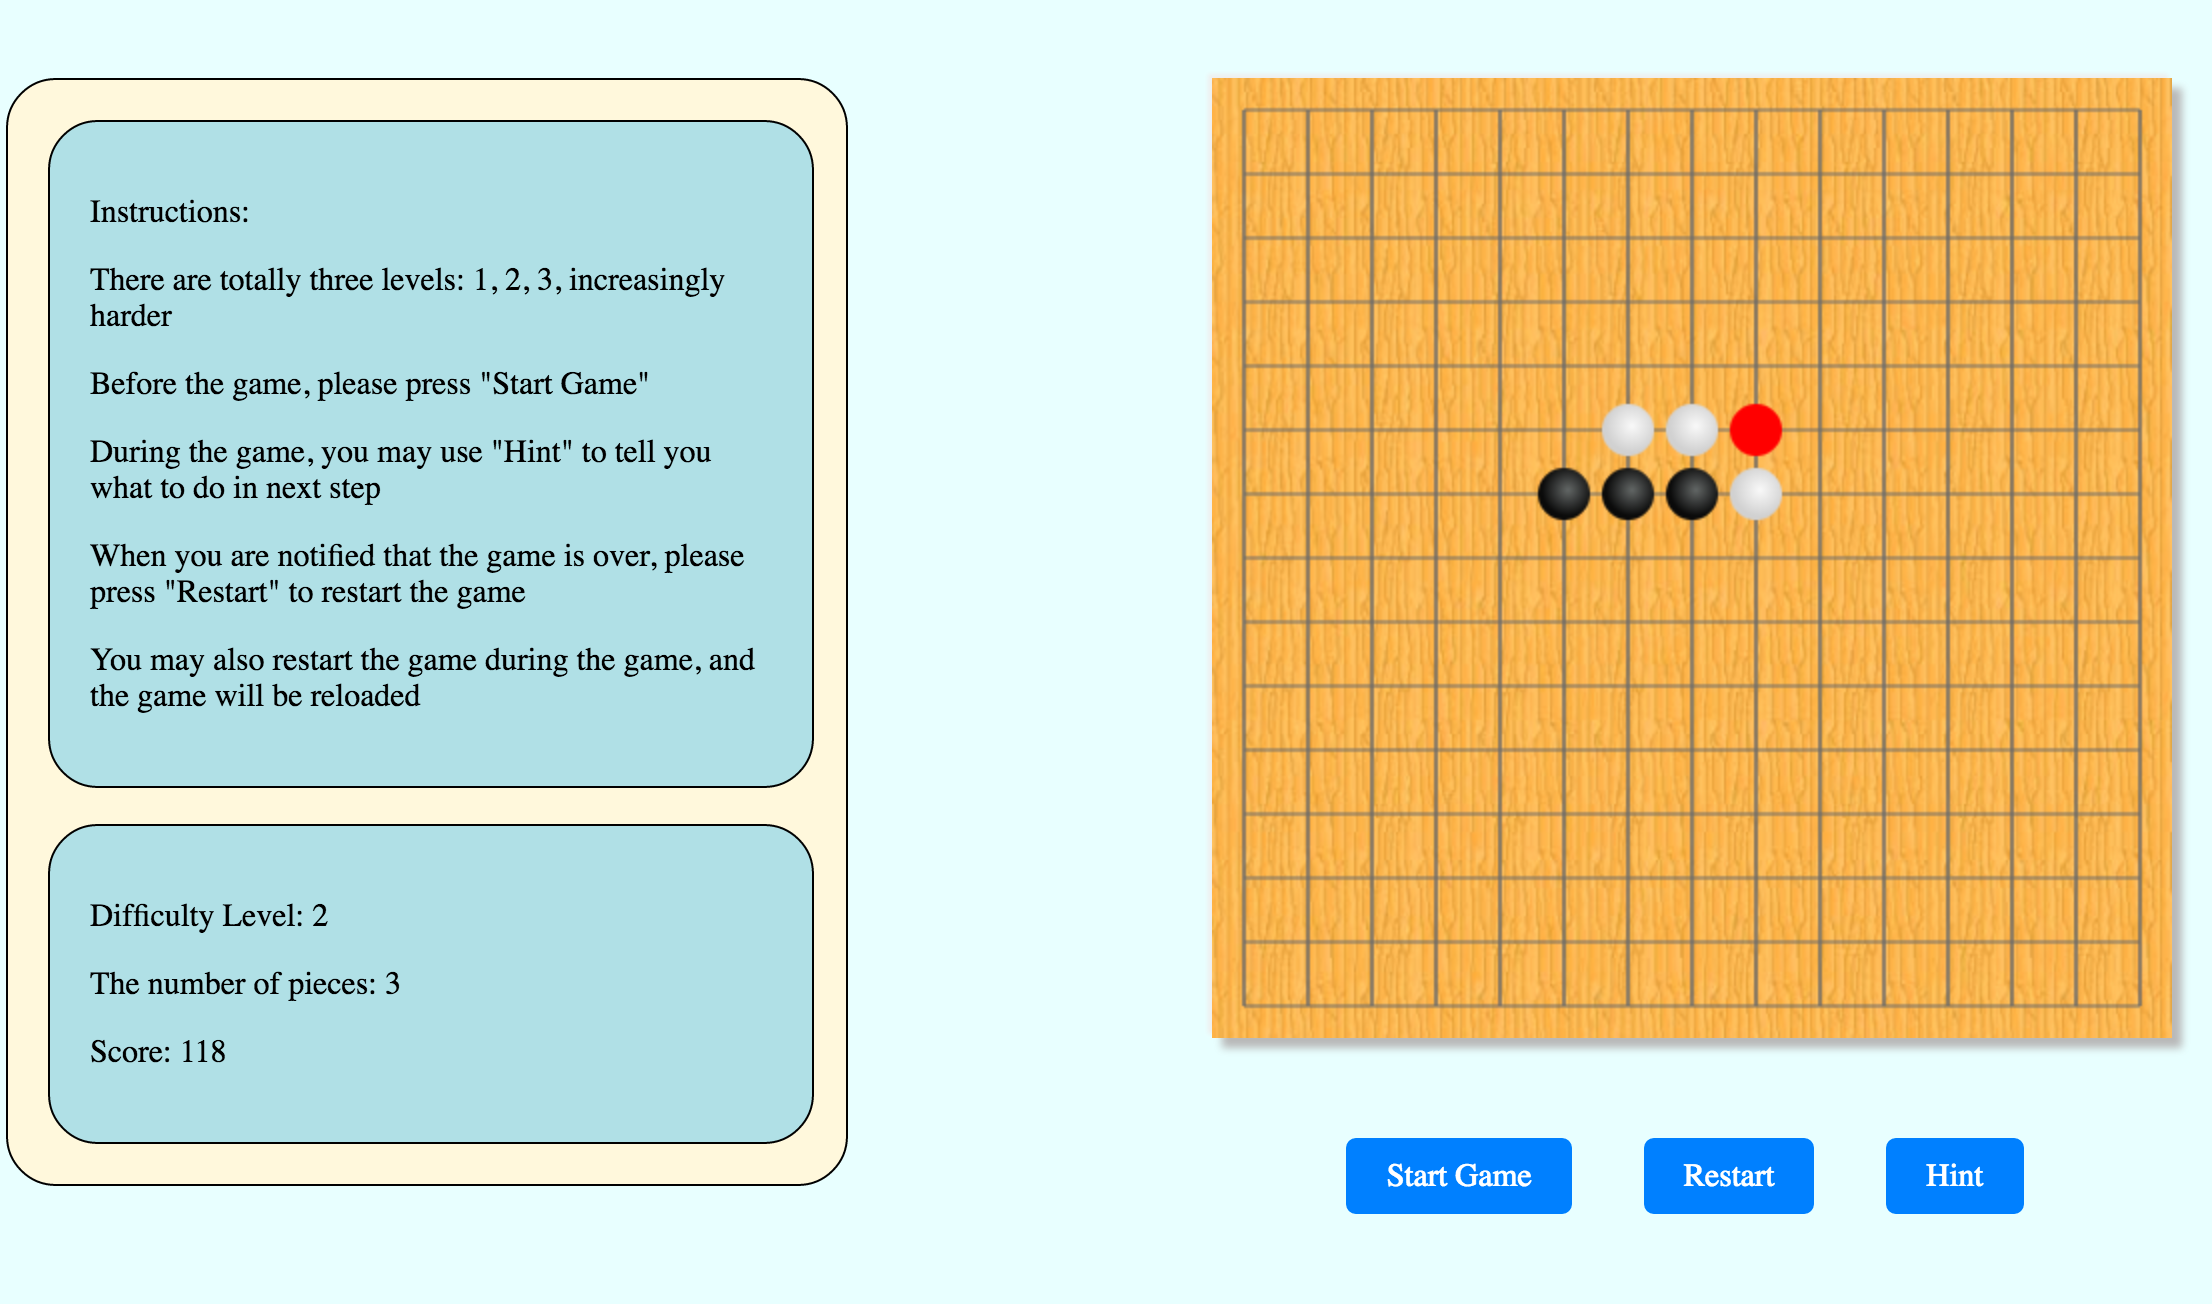 Instructions:
There are totally three levels: 1, 2, 3, increasingly
harder
Before the game, please press "Start Game"
During the game, you may use "Hint" to tell you
what to do in next step
When you are notified that the game is over, please
press "Restart" to restart the game
You may also restart the game during the game, and
the game will be reloaded
Difficulty Level: 2
The number of pieces: 3
Score: 118
Start Game
Restart
Hint